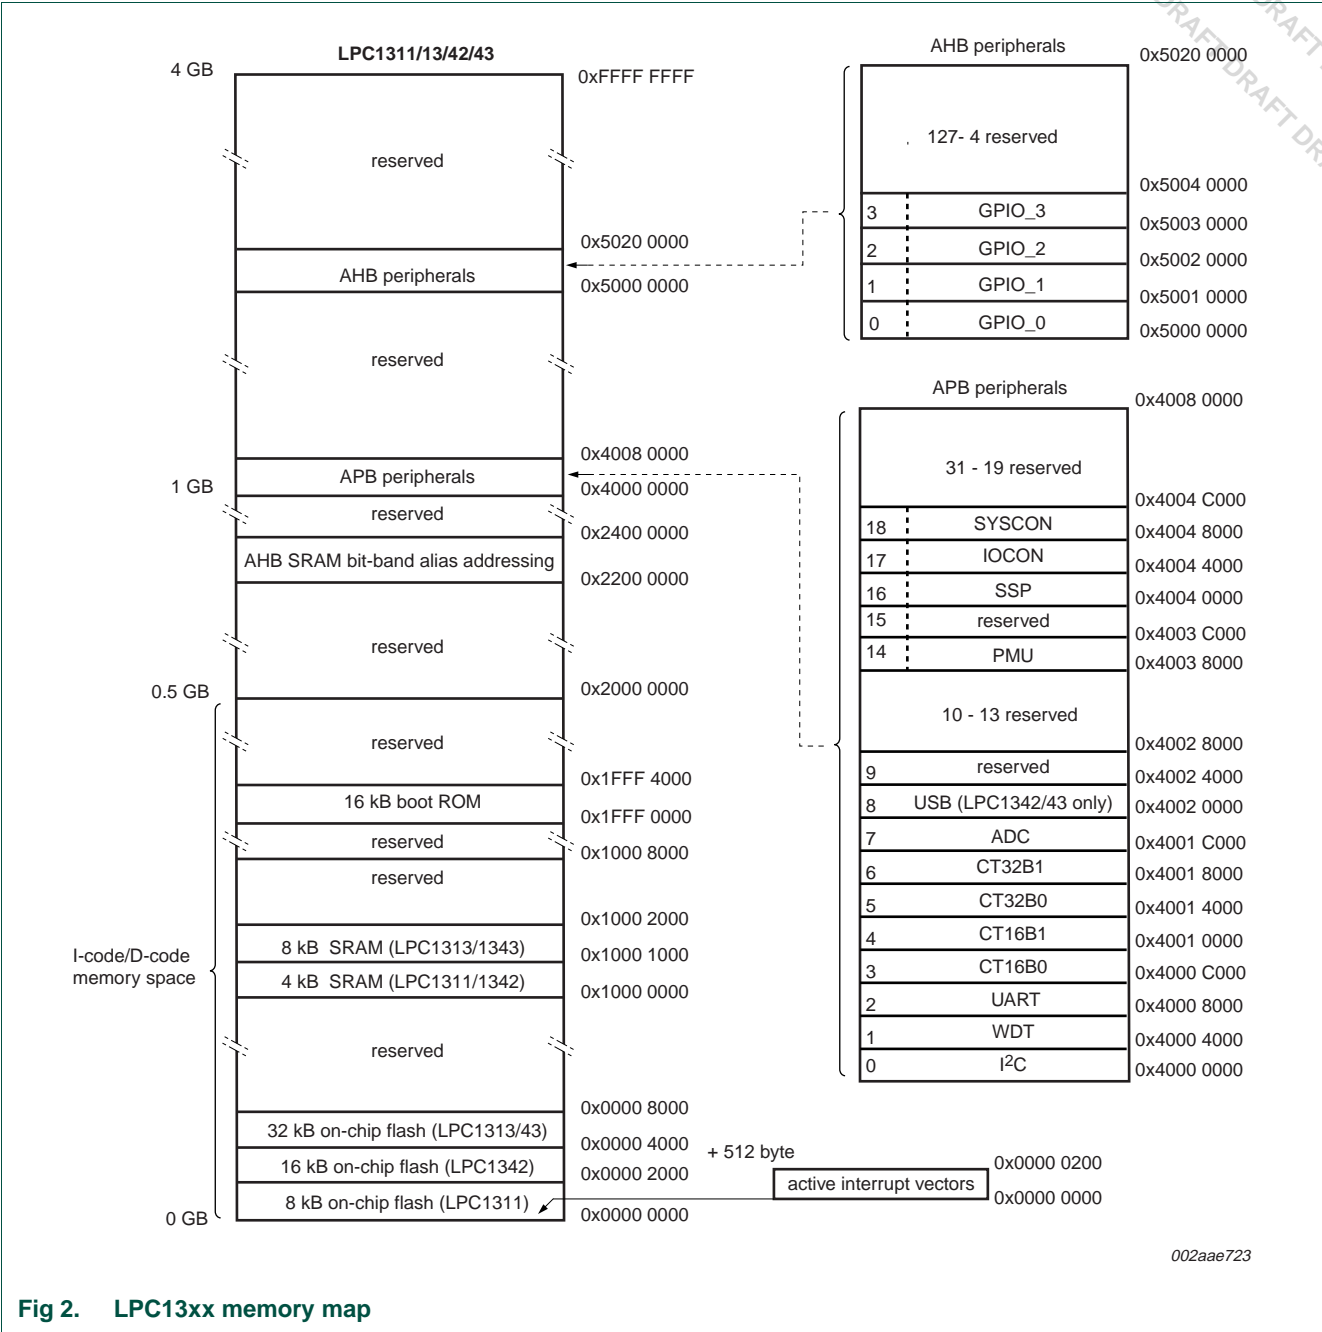 DRAFT DRAFT
DRAFT DRAFT DRA
LPC1311/13/42/43
4 GB
0xFFFF FFFF
reserved
0x5020 0000
AHB peripherals
0x5000 0000
reserved
0x4008 0000
APB peripherals
1 GB
0x4000 0000
reserved
0x2400 0000
AHB SRAM bit-band alias addressing
0x2200 0000
reserved
0x2000 0000
0.5 GB
reserved
0x1FFF 4000
16 kB boot ROM
0x1FFF 0000
reserved
0x1000 8000
reserved
0x1000 2000
8 kB SRAM (LPC1313/1343)
I-code/D-code
memory space
0x1000 1000
4 kB SRAM (LPC1311/1342)
0x1000 0000
reserved
0x0000 8000
32 kB on-chip flash (LPC1313/43)
0x0000 4000
16 kB on-chip flash (LPC1342)
0x0000 2000
8 kB on-chip flash (LPC1311)
0 GB
0x0000 0000
AHB peripherals
0x5020 0000
127- 4 reserved
0x5004 0000
3 GPIO_3
0x5003 0000
2 GPIO_2
0x5002 0000
1 GPIO_1
0x5001 0000
0 GPIO_0
0x5000 0000
APB peripherals
0x4008 0000
31 - 19 reserved
0x4004 C000
18 SYSCON
0x4004 8000
17 IOCON
0x4004 4000
16 SSP
0x4004 0000
15 reserved
0x4003 C000
14 PMU
0x4003 8000
10 - 13 reserved
0x4002 8000
9 reserved
0x4002 4000
8 USB (LPC1342/43 only)
0x4002 0000
7 ADC
0x4001 C000
6 CT32B1
0x4001 8000
5 CT32B0
0x4001 4000
4 CT16B1
0x4001 0000
3 CT16B0
0x4000 C000
2 UART
0x4000 8000
1 WDT
0x4000 4000
0 I2C
0x4000 0000
+ 512 byte
0x0000 0200
active interrupt vectors
0x0000 0000
002aae723
Fig 2. LPC13xx memory map